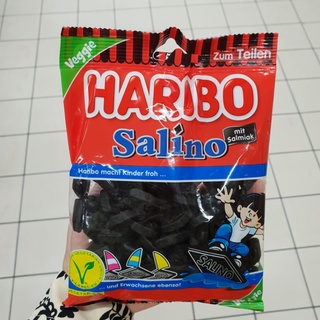 Veggie
Zum Teilen
HARIBO
Salino
mit
Salmiak
Haribo macht Kinder froh ...
SALINO
... und Erwachsene ebenso!